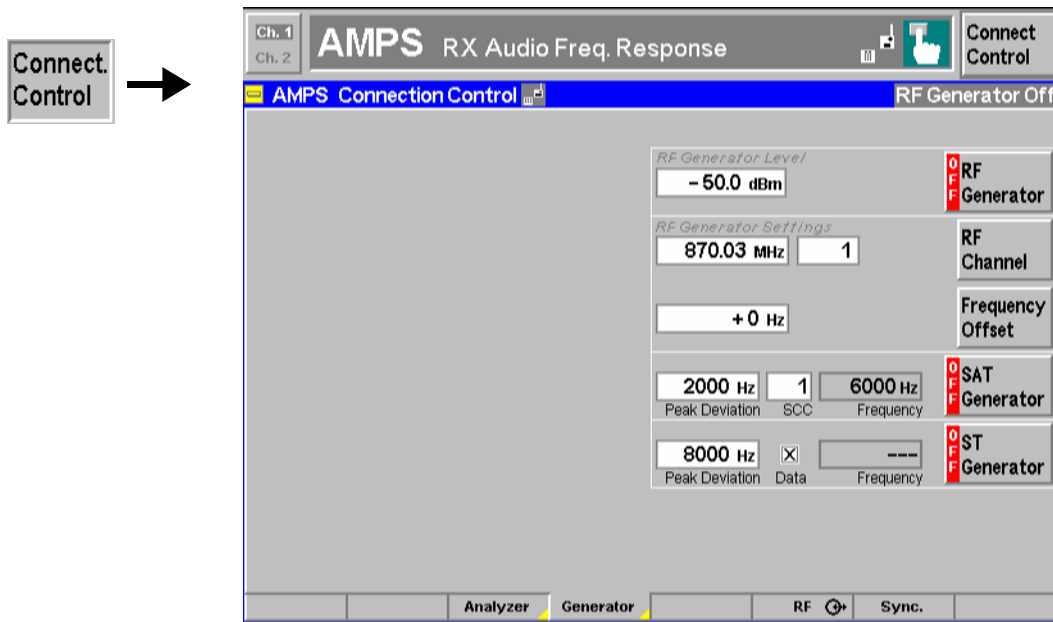 Connect.
Control
Ch. 1
Ch. 2
AMPS RX Audio Freq. Response
Connect
Control
AMPS Connection Control
RF Generator Off
RF Generator Level
- 50.0 dBm
OFF
RF
Generator
RF Generator Settings
870.03 MHz 1
RF
Channel
+ 0 Hz
Frequency
Offset
2000 Hz 1 6000 Hz
Peak Deviation SCC Frequency
OFF
SAT
Generator
8000 Hz X ---
Peak Deviation Data Frequency
OFF
ST
Generator
Analyzer Generator RF Sync.